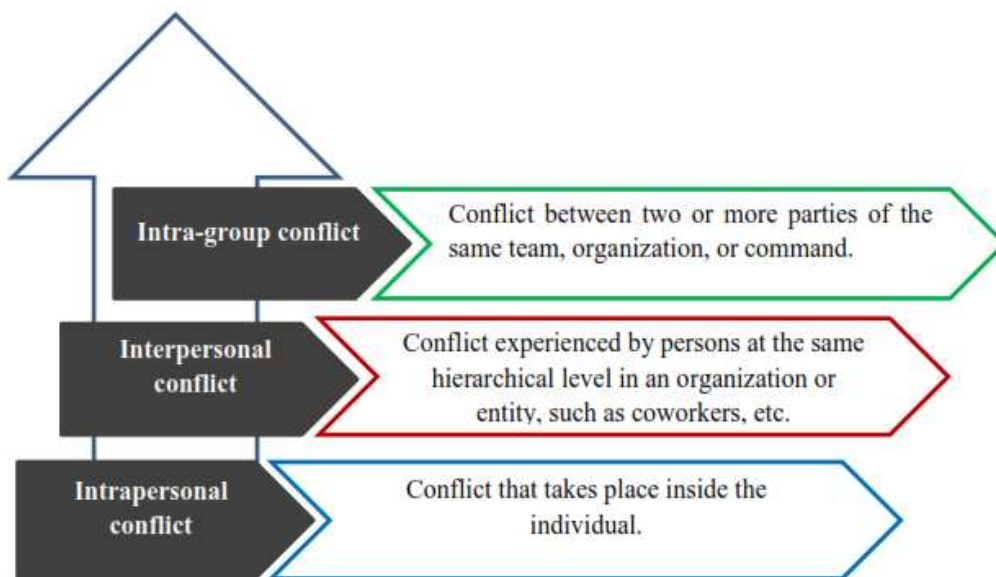 Intra-group conflict
Conflict between two or more parties of the
same team, organization, or command.
Interpersonal
conflict
Conflict experienced by persons at the same
hierarchical level in an organization or
entity, such as coworkers, etc.
Intrapersonal
conflict
Conflict that takes place inside the
individual.